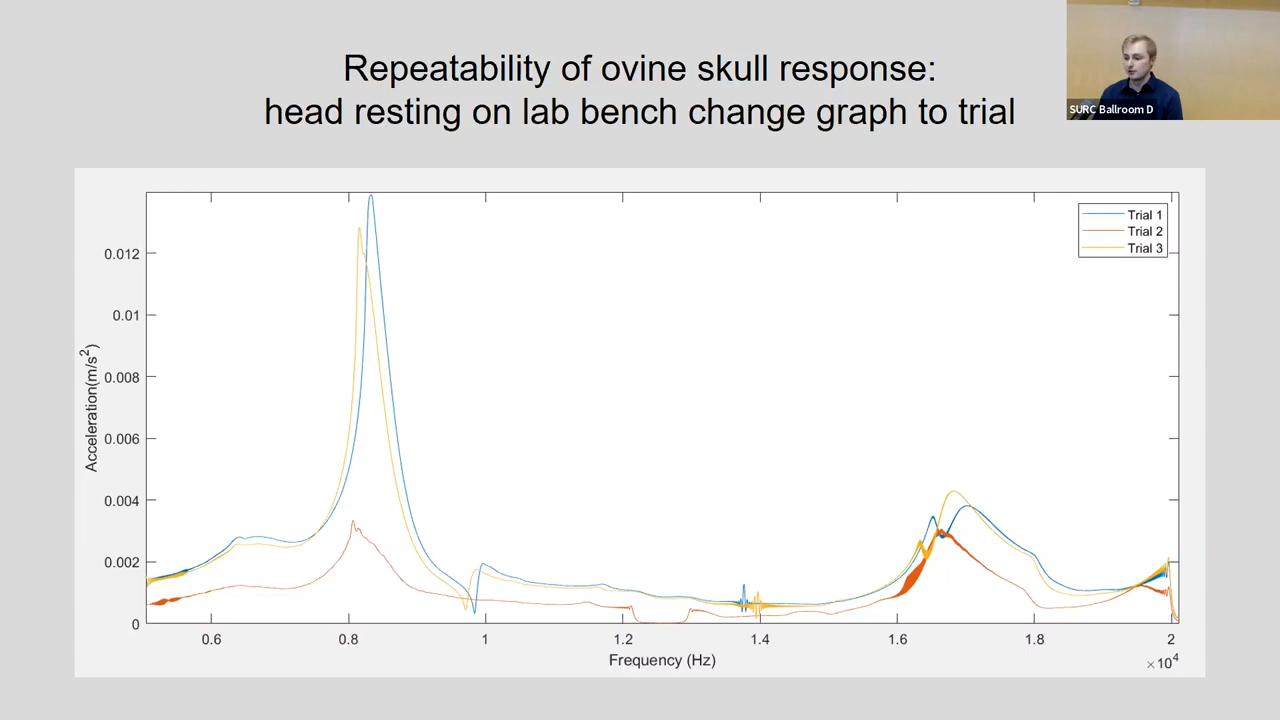 Repeatability of ovine skull response:
head resting on lab bench change graph to trial
SURC Ballroom D
Trial 1
Trial 2
Trial 3
0.012
0.01
0.008
0.006
0.004
0.002
0
Acceleration(m/s²)
0.6
0.8
1
1.2
1.4
1.6
1.8
2
×10⁴
Frequency (Hz)